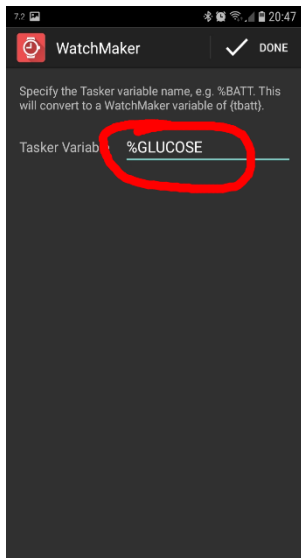 7.2 20:47
WatchMaker DONE
Specify the Tasker variable name, e.g. %BATT. This
will convert to a WatchMaker variable of {tbatt}.
Tasker Variable %GLUCOSE